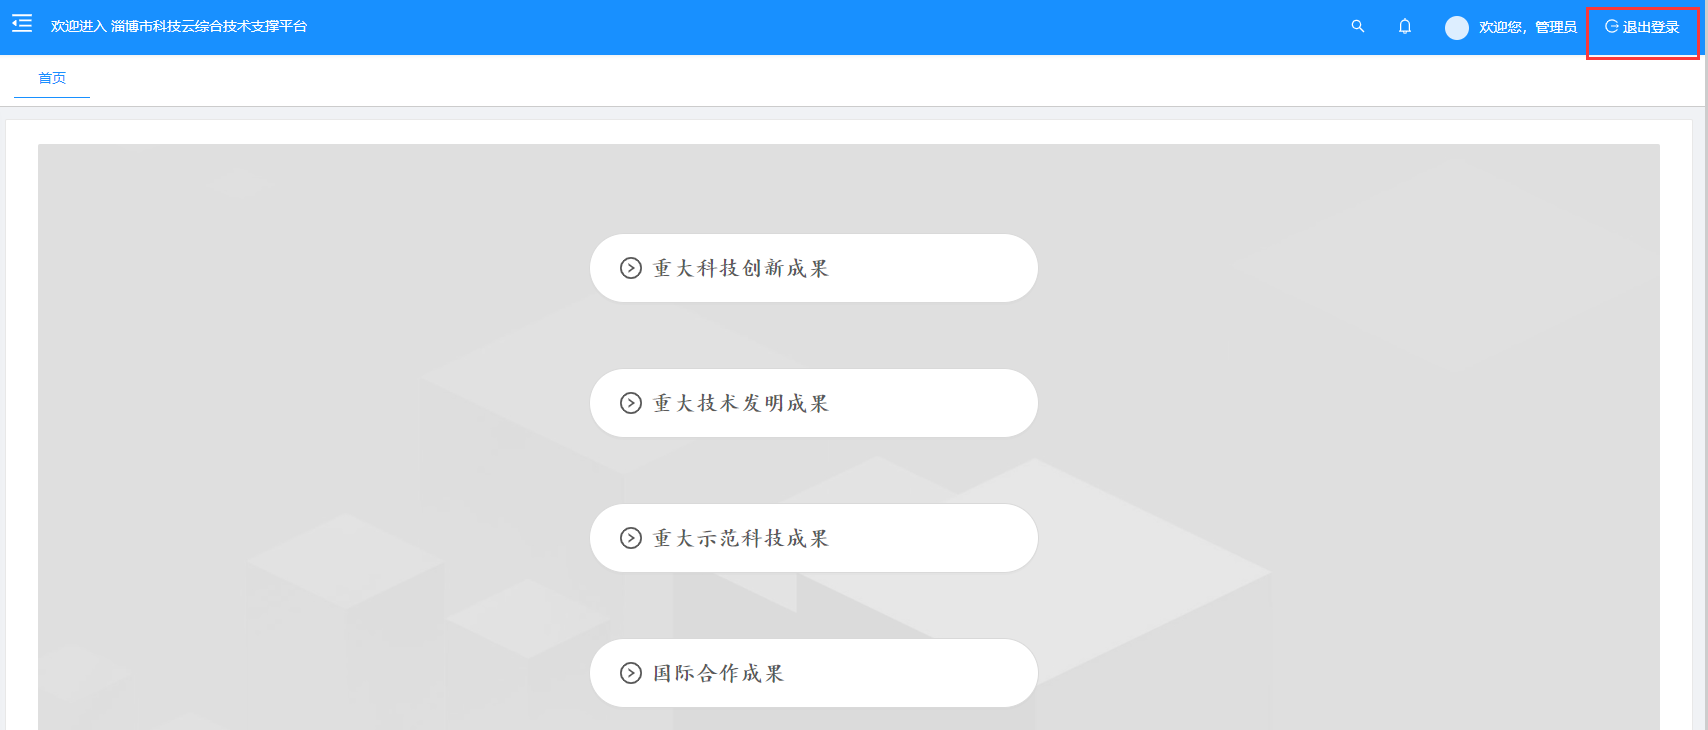 欢迎进入 淄博市科技云综合技术支撑平台
欢迎您，管理员
退出登录
首页
重大科技创新成果
重大技术发明成果
重大示范科技成果
国际合作成果